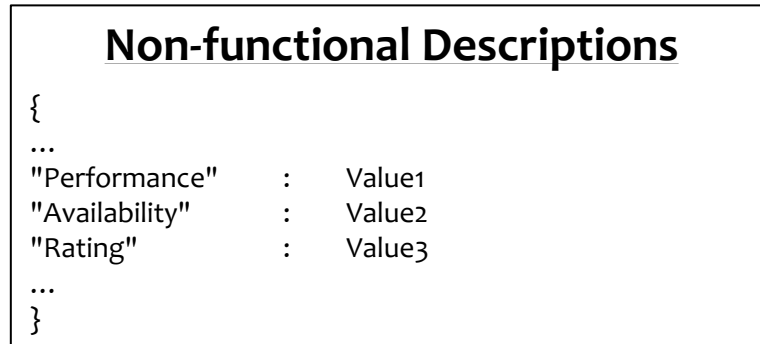 Non-functional Descriptions
{
...
"Performance" : Value1
"Availability" : Value2
"Rating" : Value3
...
}